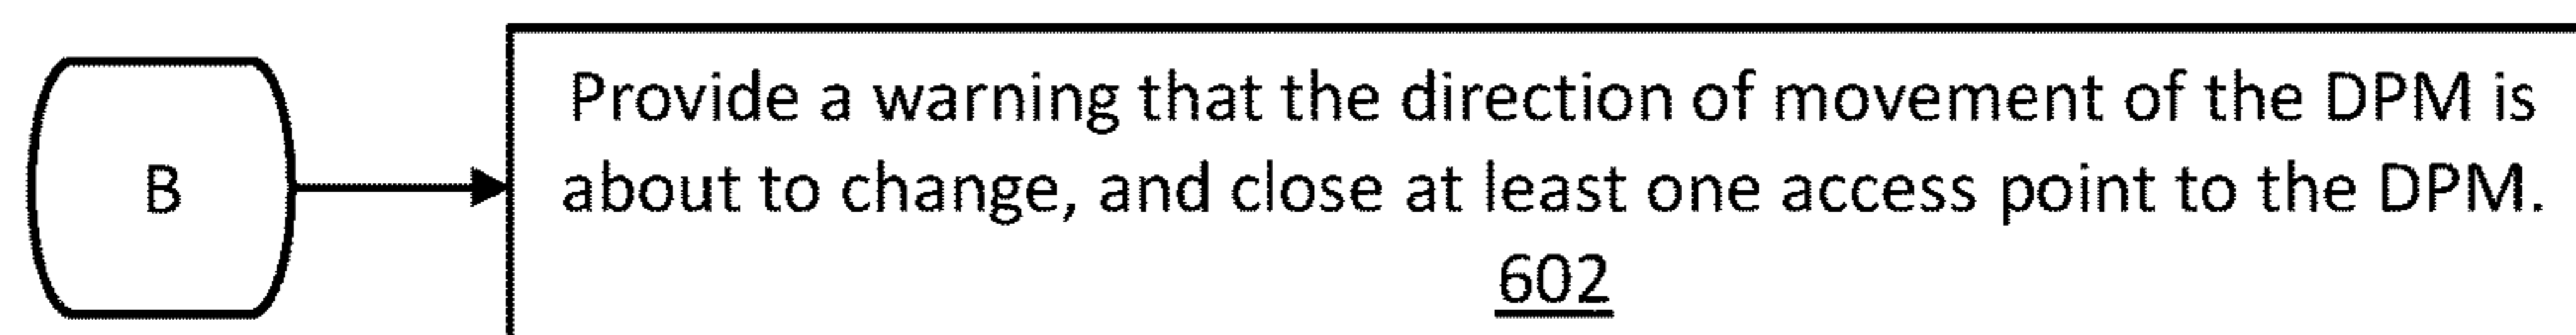 B
Provide a warning that the direction of movement of the DPM is
about to change, and close at least one access point to the DPM.
602